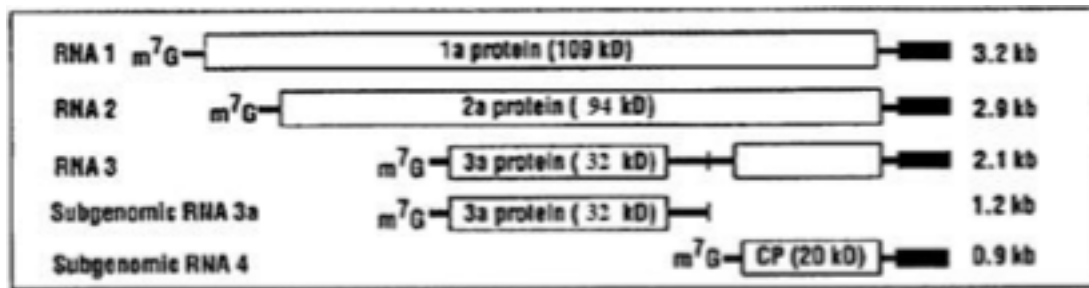 RNA 1 m⁷G 1a protein (109 kD) 3.2 kb
RNA 2 m⁷G 2a protein ( 94 kD) 2.9 kb
RNA 3 m⁷G 3a protein ( 32 kD) 2.1 kb
Subgenomic RNA 3a m⁷G 3a protein ( 32 kD) 1.2 kb
Subgenomic RNA 4 m⁷G CP (20 kD) 0.9 kb